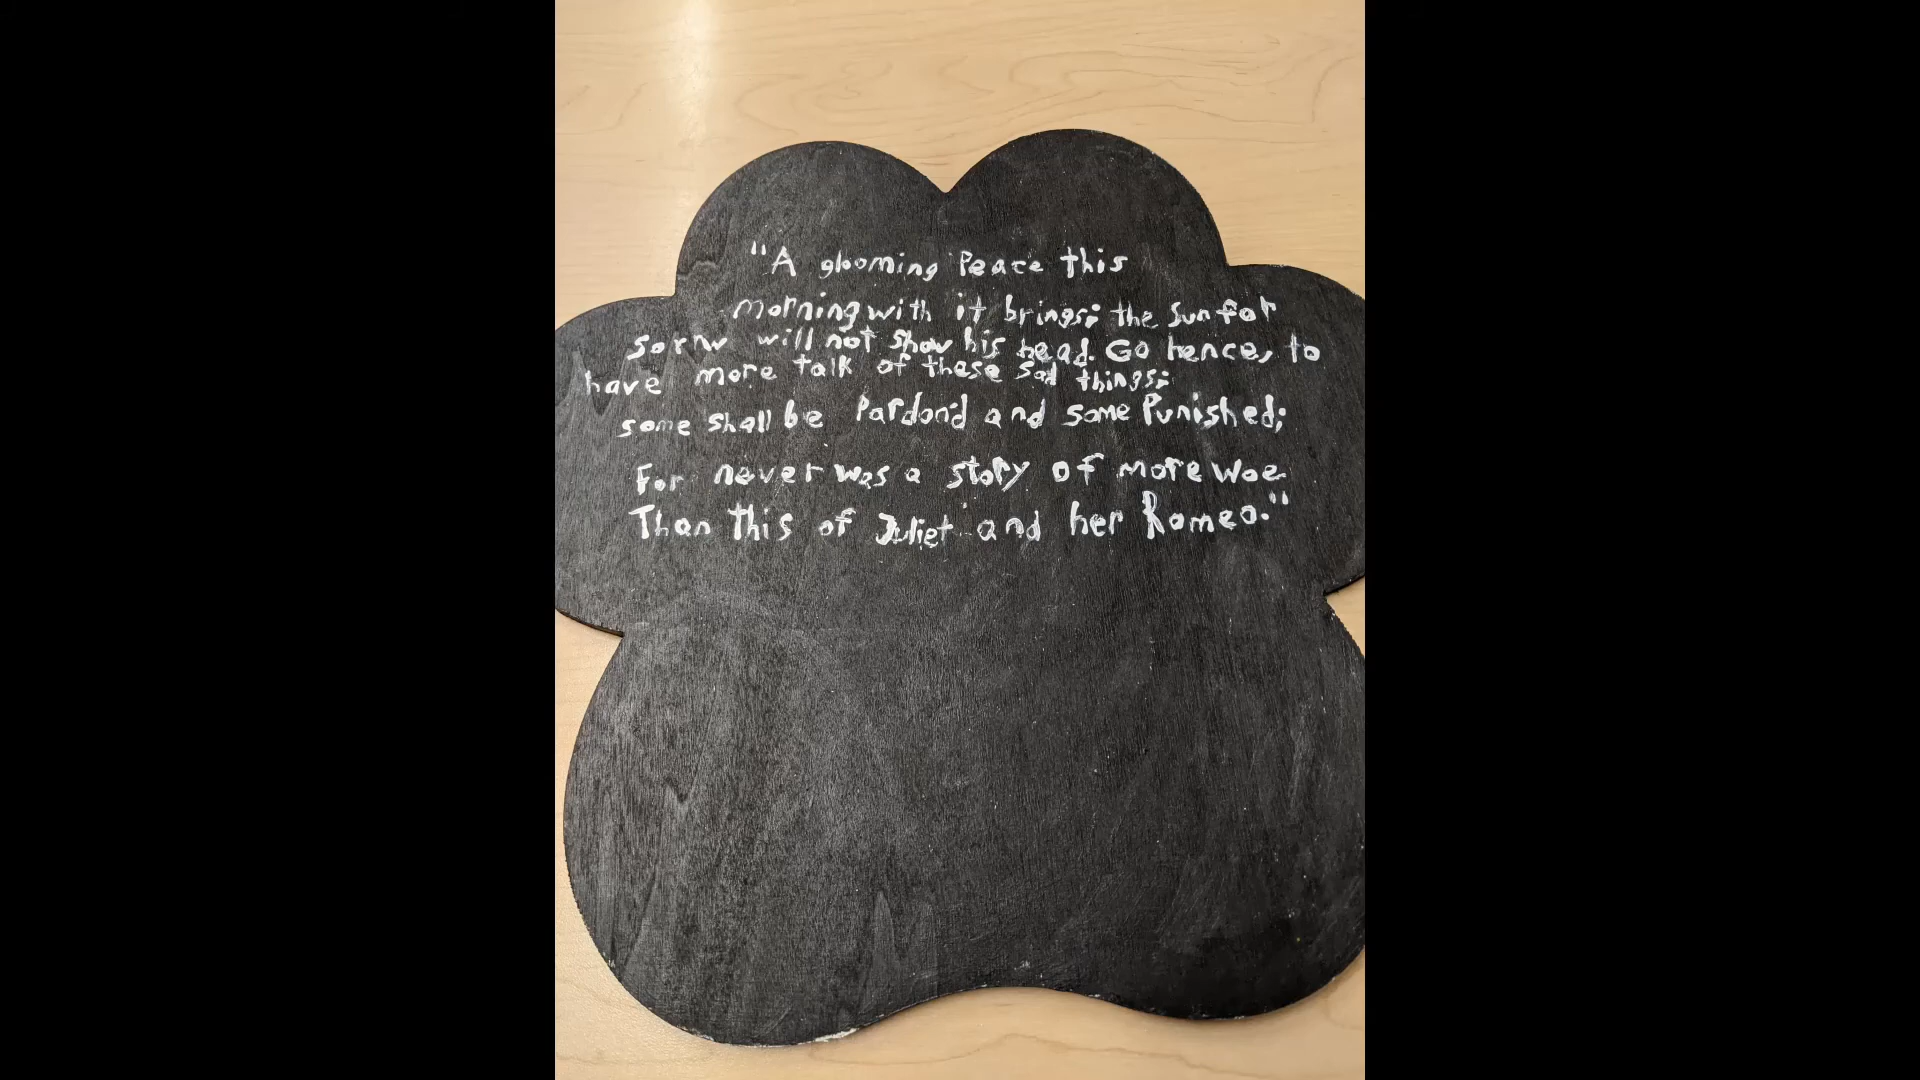 "A glooming Peace this
morning with it brings; the sun for
sorrw will not show his head. Go hence, to
have more talk of these sad things;
some shall be Pardon'd and some Punished;
For never was a story of more woe
Than this of Juliet and her Romeo."